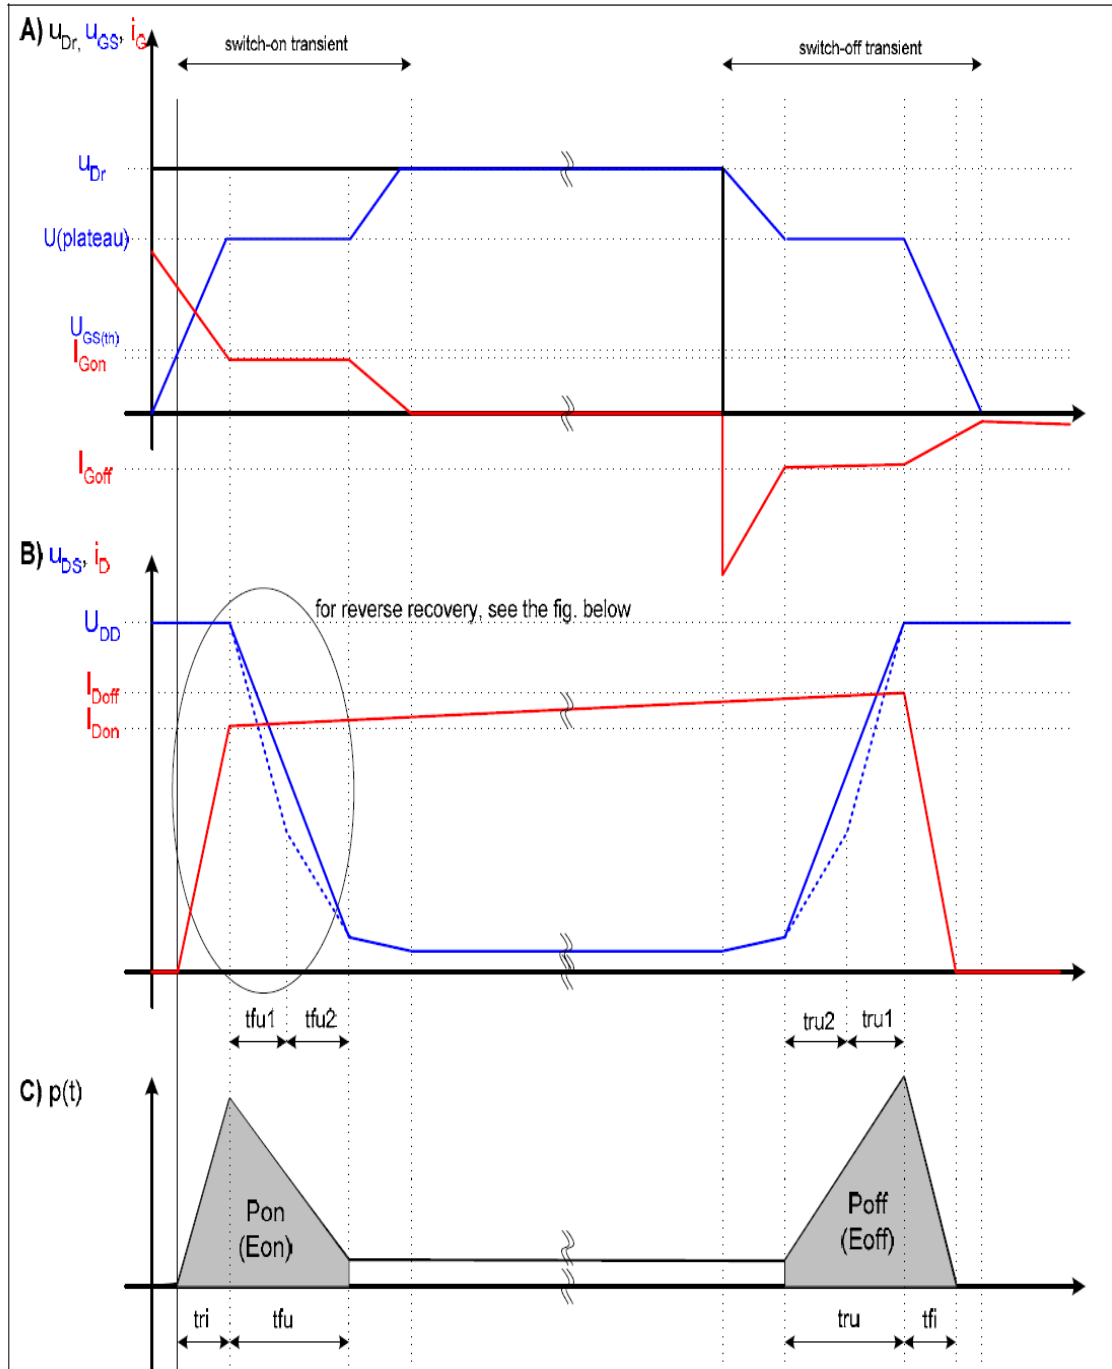 A) uDr, uGS, iG
switch-on transient
switch-off transient
uDr
U(plateau)
UGS(th)
IGon
IGoff
B) uDS, iD
for reverse recovery, see the fig. below
UDD
IDoff
IDon
tfu1 tfu2 tru2 tru1
C) p(t)
Pon
(Eon)
Poff
(Eoff)
tri tfu tru tfi